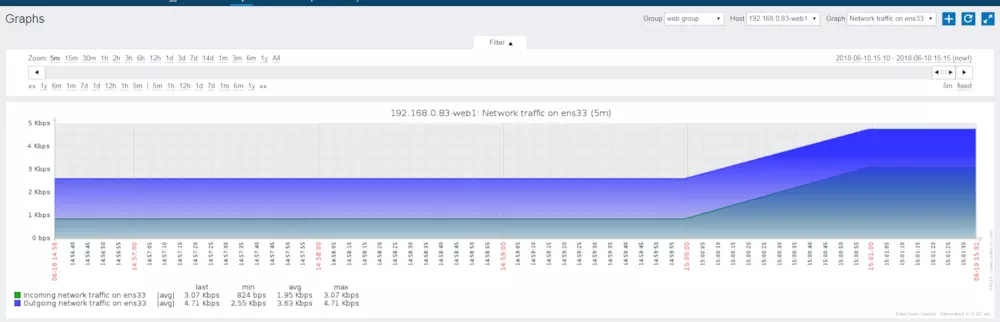 Graphs
Group web group Host 192.168.0.83-web1 Graph Network traffic on ens33
Filter ▲
Zoom: 5m 15m 30m 1h 2h 3h 6h 12h 1d 3d 7d 14d 1m 3m 6m 1y All 2018-06-10 15:10 - 2018-06-10 15:15 (now!)
«« 1y 6m 1m 7d 1d 12h 1h 5m | 5m 1h 12h 1d 7d 1m 6m 1y »» 5m fixed
192.168.0.83-web1: Network traffic on ens33 (5m)
5 Kbps
4 Kbps
3 Kbps
2 Kbps
1 Kbps
0 bps
06-10 14:56 14:56:40 14:56:45 14:56:50 14:56:55 14:57:00 14:57:05 14:57:10 14:57:15 14:57:20 14:57:25 14:57:30 14:57:35 14:57:40 14:57:45 14:57:50 14:57:55 14:58:00 14:58:05 14:58:10 14:58:15 14:58:20 14:58:25 14:58:30 14:58:35 14:58:40 14:58:45 14:58:50 14:58:55 14:59:00 14:59:05 14:59:10 14:59:15 14:59:20 14:59:25 14:59:30 14:59:35 14:59:40 14:59:45 14:59:50 14:59:55 15:00:00 15:00:05 15:00:10 15:00:15 15:00:20 15:00:25 15:00:30 15:00:35 15:00:40 15:00:45 15:00:50 15:00:55 15:01:00 15:01:05 15:01:10 15:01:15 15:01:20 15:01:25 15:01:30 06-10 15:01
last min avg max
Incoming network traffic on ens33 [avg] 3.07 Kbps 824 bps 1.95 Kbps 3.07 Kbps
Outgoing network traffic on ens33 [avg] 4.71 Kbps 2.55 Kbps 3.63 Kbps 4.71 Kbps